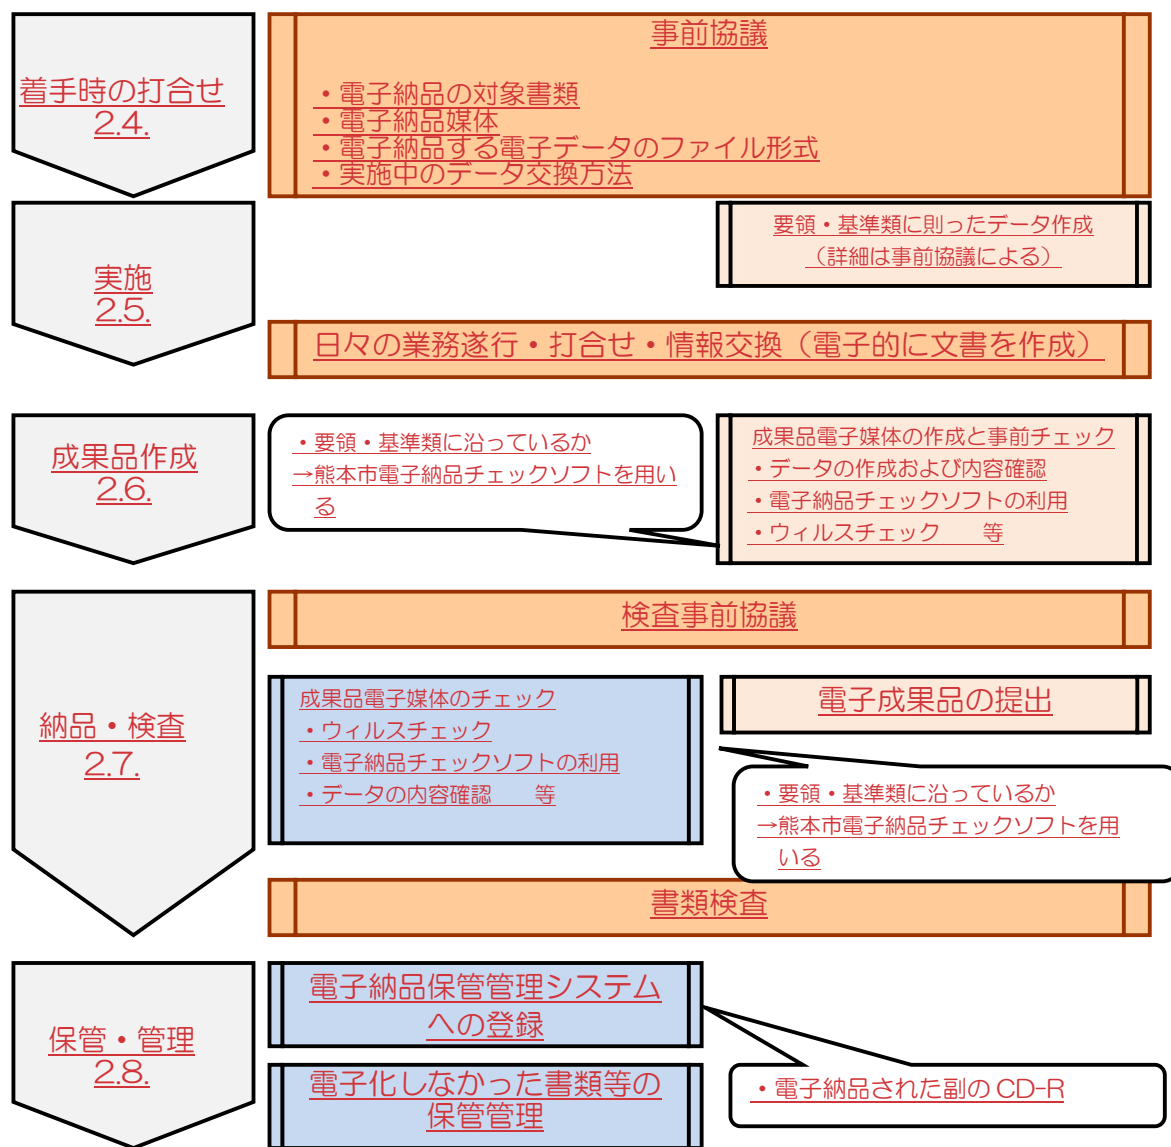 着手時の打合せ
2.4.
事前協議
・電子納品の対象書類
・電子納品媒体
・電子納品する電子データのファイル形式
・実施中のデータ交換方法
実施
2.5.
要領・基準類に則ったデータ作成
（詳細は事前協議による）
日々の業務遂行・打合せ・情報交換（電子的に文書を作成）
成果品作成
2.6.
・要領・基準類に沿っているか
→熊本市電子納品チェックソフトを用い
る
成果品電子媒体の作成と事前チェック
・データの作成および内容確認
・電子納品チェックソフトの利用
・ウィルスチェック　　等
納品・検査
2.7.
検査事前協議
成果品電子媒体のチェック
・ウィルスチェック
・電子納品チェックソフトの利用
・データの内容確認　　等
電子成果品の提出
・要領・基準類に沿っているか
→熊本市電子納品チェックソフトを用
いる
書類検査
保管・管理
2.8.
電子納品保管管理システム
への登録
電子化しなかった書類等の
保管管理
・電子納品された副の CD-R